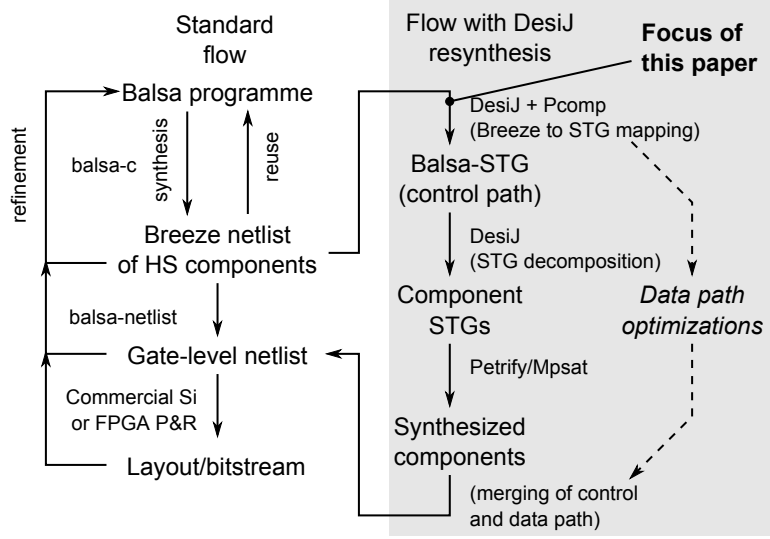 Standard
flow
Balsa programme
refinement
balsa-c
synthesis
reuse
Breeze netlist
of HS components
balsa-netlist
Gate-level netlist
Commercial Si
or FPGA P&R
Layout/bitstream
Flow with DesiJ
resynthesis
Focus of
this paper
DesiJ + Pcomp
(Breeze to STG mapping)
Balsa-STG
(control path)
DesiJ
(STG decomposition)
Component
STGs
Data path
optimizations
Petrify/Mpsat
Synthesized
components
(merging of control
and data path)